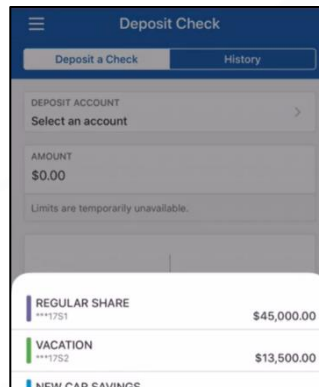 Deposit Check
Deposit a Check
History
DEPOSIT ACCOUNT
Select an account
AMOUNT
$0.00
Limits are temporarily unavailable.
REGULAR SHARE
***17S1
$45,000.00
VACATION
***17S2
$13,500.00
NEW CAR SAVINGS